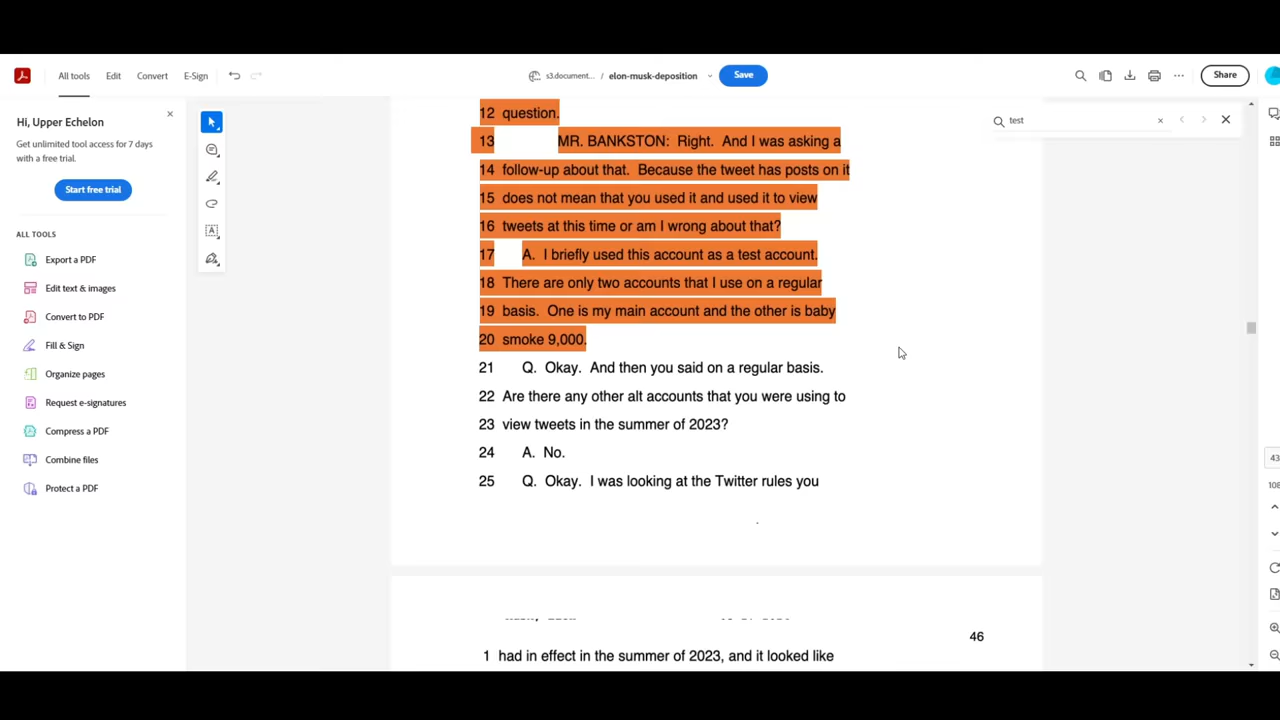 All tools Edit Convert E-Sign
s3.document... / elon-musk-deposition
Save
Share
Hi, Upper Echelon
Get unlimited tool access for 7 days
with a free trial.
Start free trial
ALL TOOLS
Export a PDF
Edit text & images
Convert to PDF
Fill & Sign
Organize pages
Request e-signatures
Compress a PDF
Combine files
Protect a PDF
test
12 question.
13 MR. BANKSTON: Right. And I was asking a
14 follow-up about that. Because the tweet has posts on it
15 does not mean that you used it and used it to view
16 tweets at this time or am I wrong about that?
17 A. I briefly used this account as a test account.
18 There are only two accounts that I use on a regular
19 basis. One is my main account and the other is baby
20 smoke 9,000.
21 Q. Okay. And then you said on a regular basis.
22 Are there any other alt accounts that you were using to
23 view tweets in the summer of 2023?
24 A. No.
25 Q. Okay. I was looking at the Twitter rules you
46
1 had in effect in the summer of 2023, and it looked like
43
108